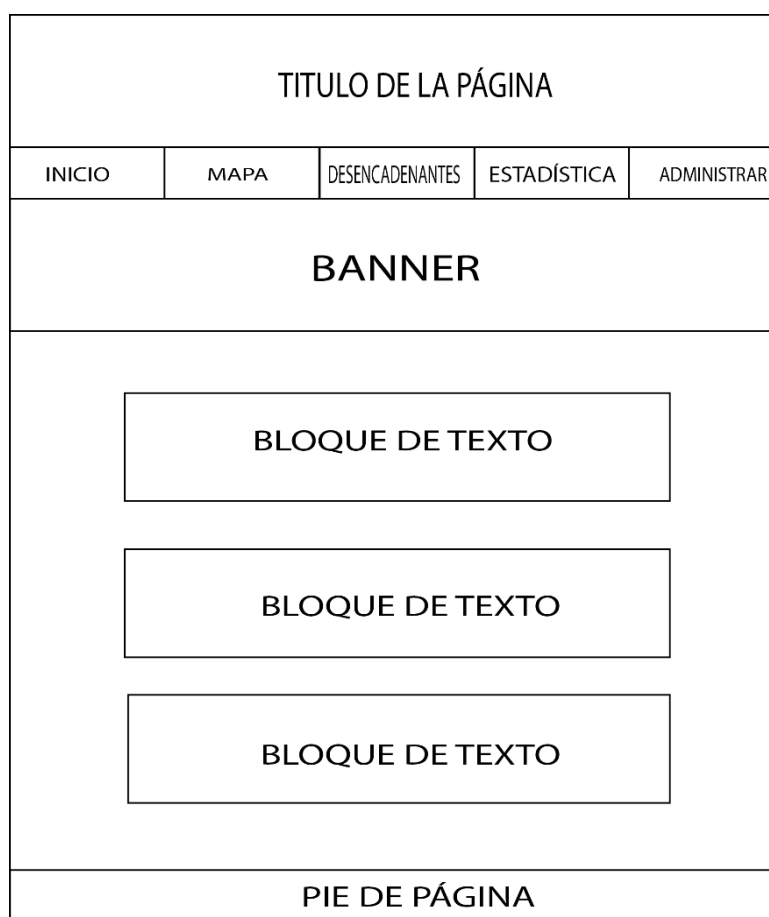 TITULO DE LA PÁGINA
INICIO MAPA DESENCADENANTES ESTADÍSTICA ADMINISTRAR
BANNER
BLOQUE DE TEXTO
BLOQUE DE TEXTO
BLOQUE DE TEXTO
PIE DE PÁGINA